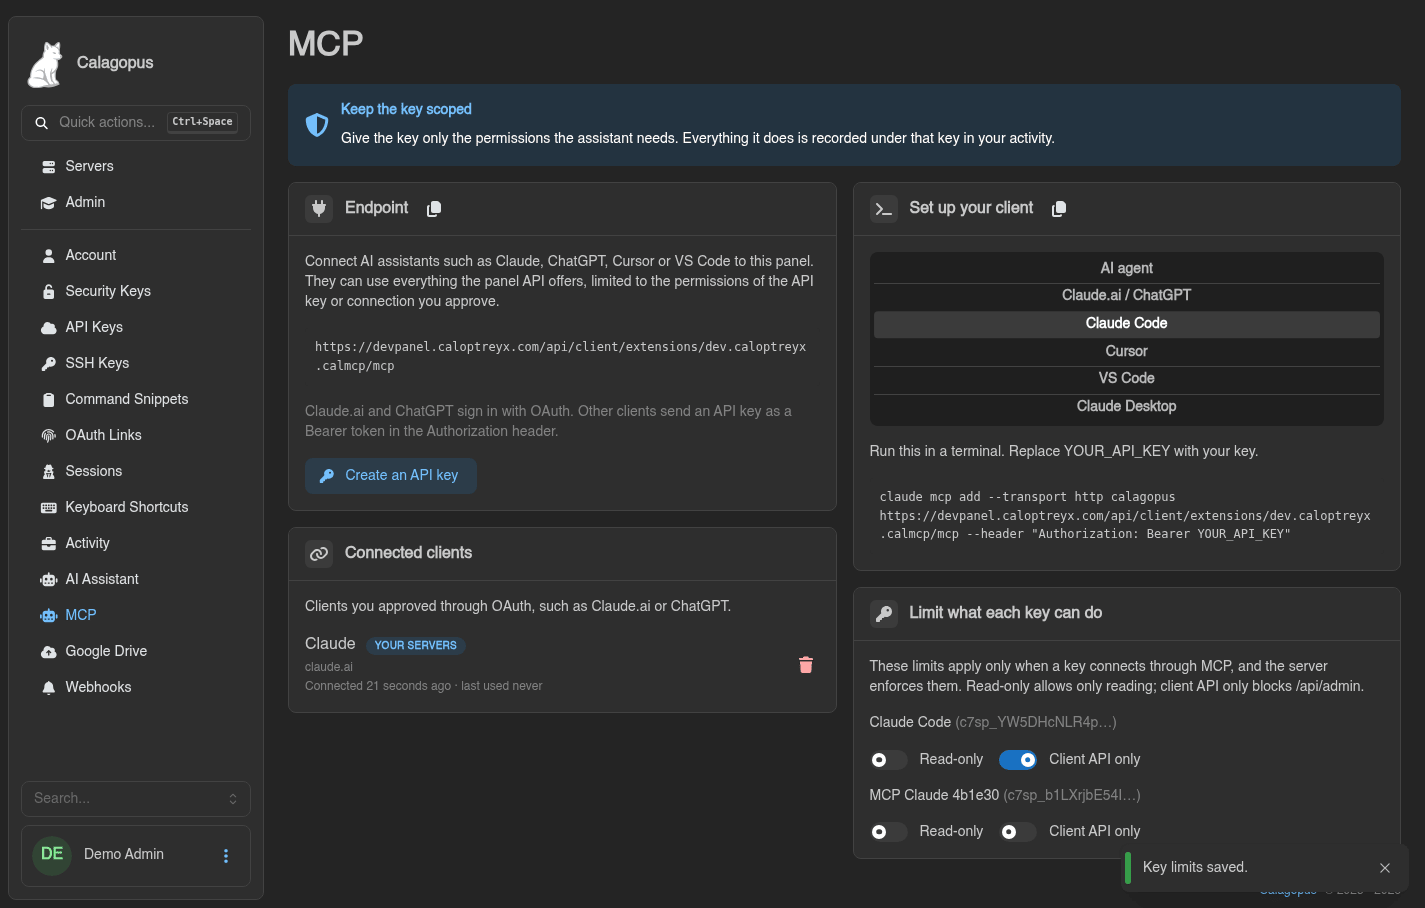 Calagopus
Quick actions... Ctrl+Space
Servers
Admin
Account
Security Keys
API Keys
SSH Keys
Command Snippets
OAuth Links
Sessions
Keyboard Shortcuts
Activity
AI Assistant
MCP
Google Drive
Webhooks
Search...
DE Demo Admin
MCP
Keep the key scoped
Give the key only the permissions the assistant needs. Everything it does is recorded under that key in your activity.
Endpoint
Connect AI assistants such as Claude, ChatGPT, Cursor or VS Code to this panel.
They can use everything the panel API offers, limited to the permissions of the API
key or connection you approve.
https://devpanel.caloptreyx.com/api/client/extensions/dev.caloptreyx
.calmcp/mcp
Claude.ai and ChatGPT sign in with OAuth. Other clients send an API key as a
Bearer token in the Authorization header.
Create an API key
Connected clients
Clients you approved through OAuth, such as Claude.ai or ChatGPT.
Claude YOUR SERVERS
claude.ai
Connected 21 seconds ago · last used never
Set up your client
AI agent
Claude.ai / ChatGPT
Claude Code
Cursor
VS Code
Claude Desktop
Run this in a terminal. Replace YOUR_API_KEY with your key.
claude mcp add --transport http calagopus
https://devpanel.caloptreyx.com/api/client/extensions/dev.caloptreyx
.calmcp/mcp --header "Authorization: Bearer YOUR_API_KEY"
Limit what each key can do
These limits apply only when a key connects through MCP, and the server
enforces them. Read-only allows only reading; client API only blocks /api/admin.
Claude Code (c7sp_YW5DHcNLR4p…)
Read-only Client API only
MCP Claude 4b1e30 (c7sp_b1LXrjbE54I…)
Read-only Client API only
Key limits saved.